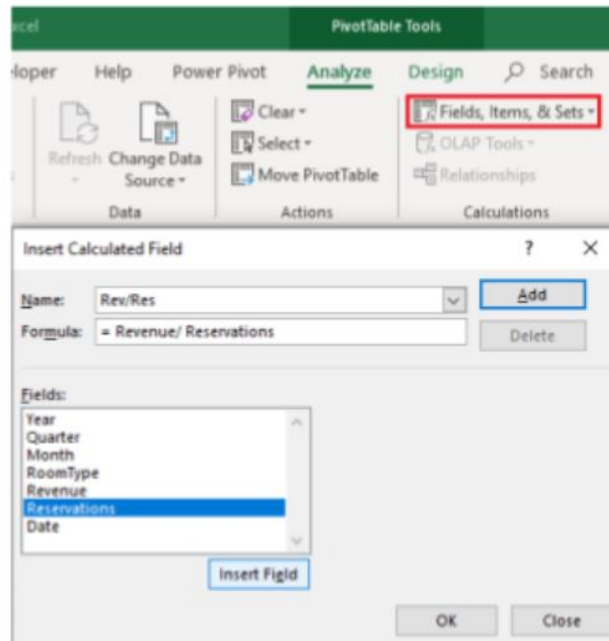 xcel
PivotTable Tools
loper Help Power Pivot Analyze Design Search
Refresh Change Data Source
Clear
Select
Move PivotTable
Fields, Items, & Sets
OLAP Tools
Relationships
Data Actions Calculations
Insert Calculated Field ? X
Name: Rev/Res Add
Formula: = Revenue/ Reservations Delete
Fields:
Year
Quarter
Month
RoomType
Revenue
Reservations
Date
Insert Field
OK Close